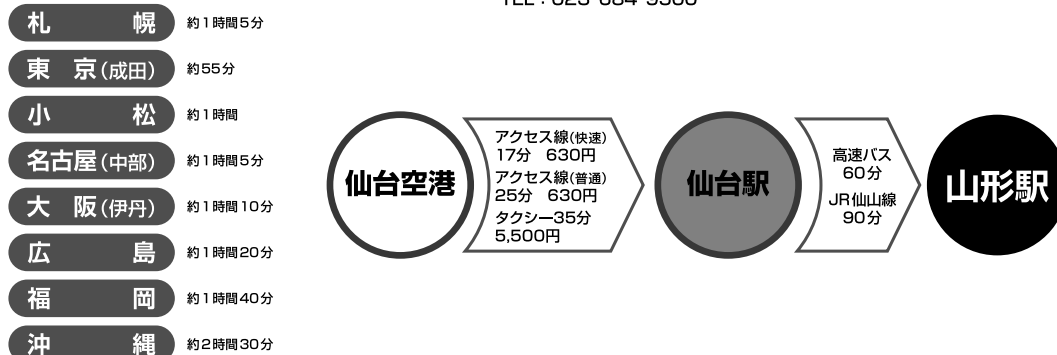 TEL：023-684-9500
札　幌 約1時間5分
東　京(成田) 約55分
小　松 約1時間
名古屋(中部) 約1時間5分
大　阪(伊丹) 約1時間10分
広　島 約1時間20分
福　岡 約1時間40分
沖　縄 約2時間30分
仙台空港
アクセス線(快速)
17分　630円
アクセス線(普通)
25分　630円
タクシー35分
5,500円
仙台駅
高速バス
60分
JR仙山線
90分
山形駅